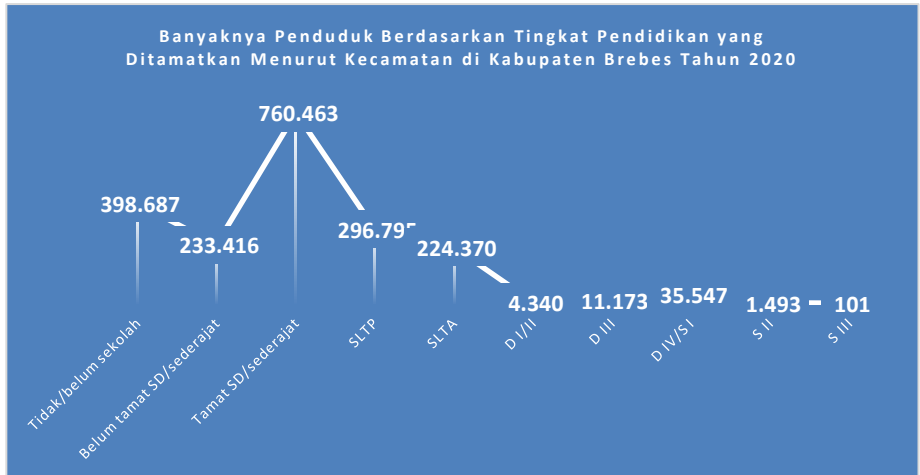 Banyaknya Penduduk Berdasarkan Tingkat Pendidikan yang
Ditamatkan Menurut Kecamatan di Kabupaten Brebes Tahun 2020
760.463
398.687
233.416
224.370
4.340
11.173
35.547
1.493
101
Tidak/belum sekolah
Belum tamat SD/sederajat
Tamat SD/sederajat
SLTP
SLTA
D I/II
D III
D IV/S I
S II
S III